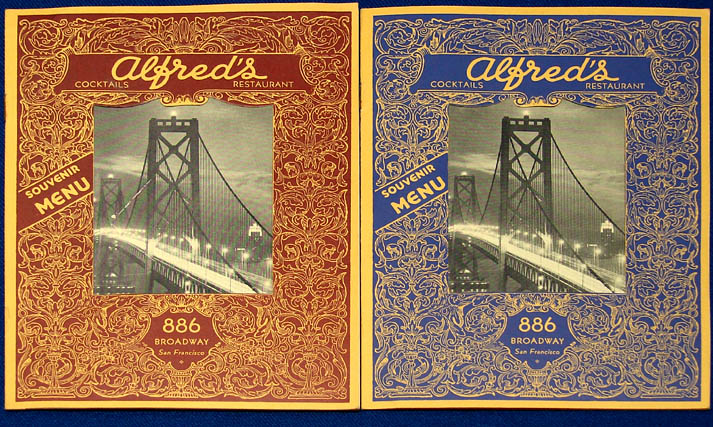 Alfred's
COCKTAILS RESTAURANT
SOUVENIR
MENU
886
BROADWAY
San Francisco
Alfred's
COCKTAILS RESTAURANT
SOUVENIR
MENU
886
BROADWAY
San Francisco